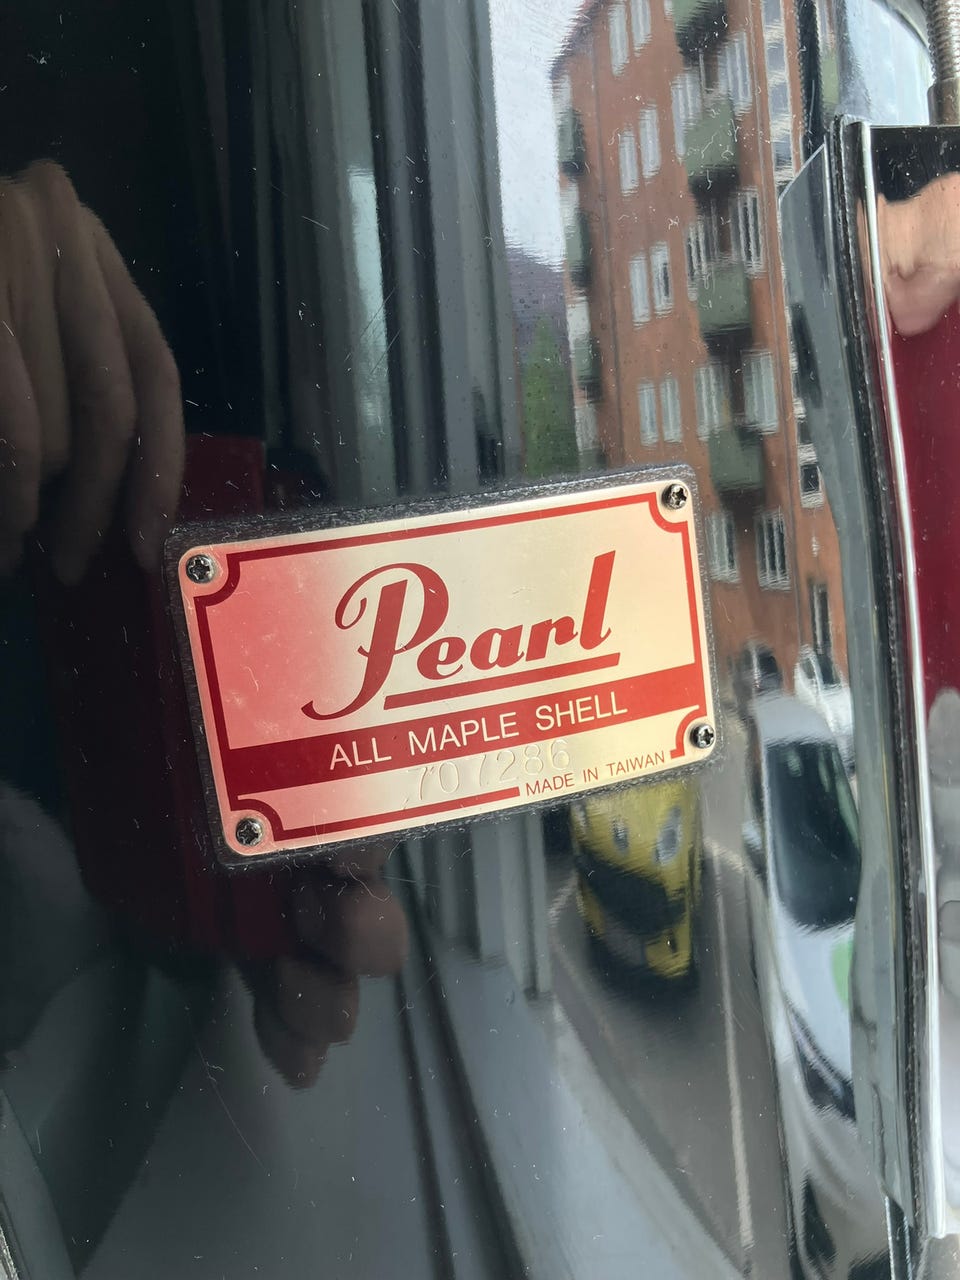 Pearl
ALL MAPLE SHELL
707286
MADE IN TAIWAN